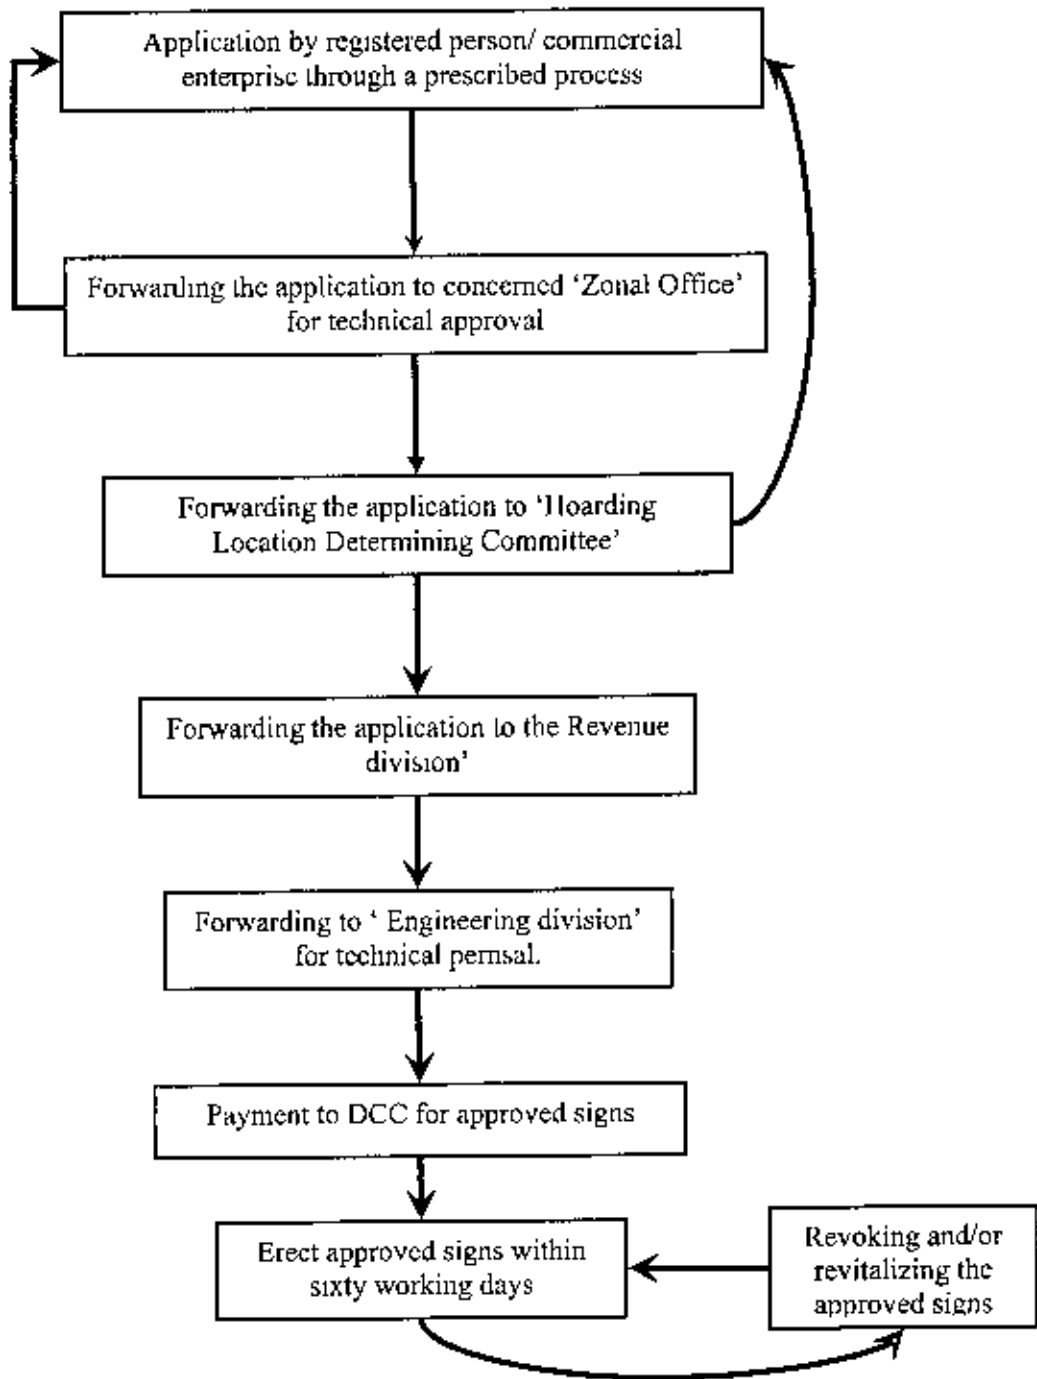 Application by registered person/ commercial
enterprise through a prescribed process
Forwarding the application to concerned ‘Zonal Office’
for technical approval
Forwarding the application to ‘Hoarding
Location Determining Committee’
Forwarding the application to the Revenue
division’
Forwarding to ‘ Engineering division’
for technical pernsal.
Payment to DCC for approved signs
Erect approved signs within
sixty working days
Revoking and/or
revitalizing the
approved signs